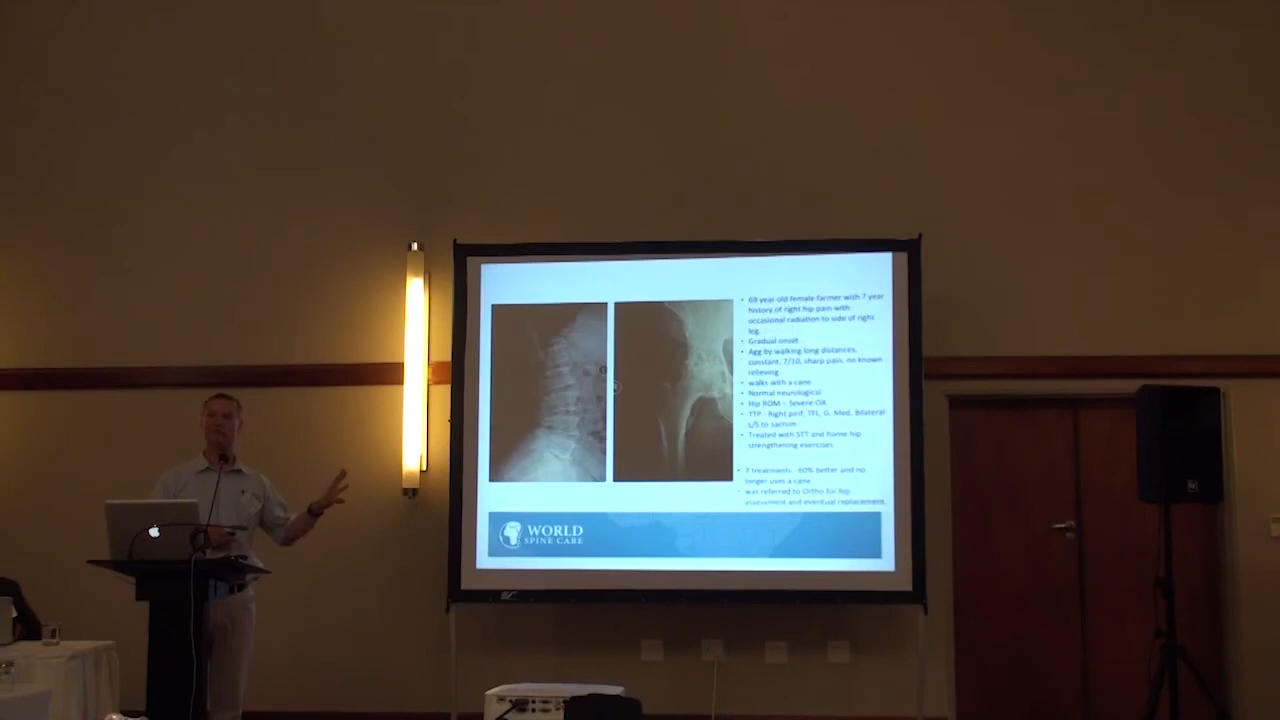 • 69 year old female farmer with 7 year
history of right hip pain with
occasional radiation to side of right
leg.
• Gradual onset
• Agg by walking long distances,
constant, 7/10, sharp pain, no known
relieving
• walks with a cane
• Normal neurological
• Hip ROM – Severe OA
• TTP - Right pirif, TFL, G. Med. Bilateral
L/S to sacrum
• Treated with STT and home hip
strengthening exercises
• 7 treatments - 60% better and no
longer uses a cane
• was referred to Ortho for hip
assessment and eventual replacement.
WORLD
SPINE CARE